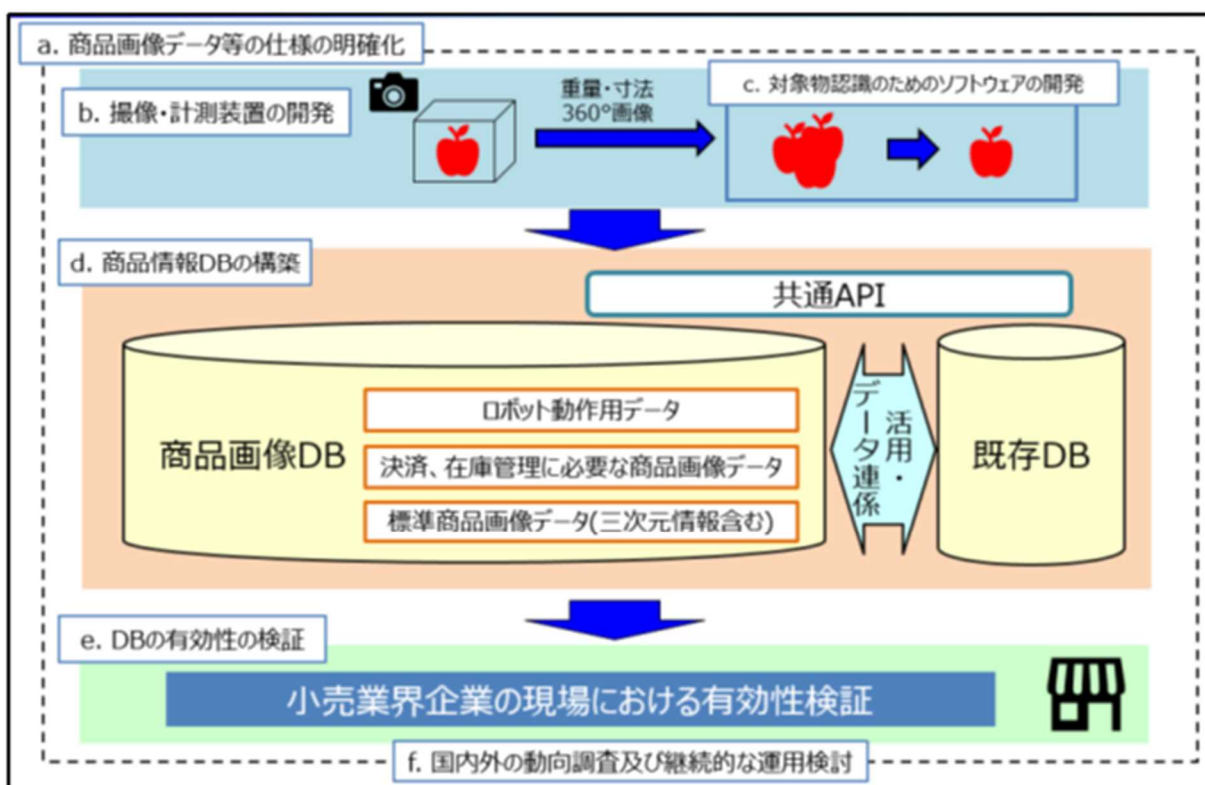 a. 商品画像データ等の仕様の明確化
b. 撮像・計測装置の開発
重量・寸法
360°画像
c. 対象物認識のためのソフトウェアの開発
d. 商品情報DBの構築
共通API
商品画像DB
ロボット動作用データ
決済、在庫管理に必要な商品画像データ
標準商品画像データ(三次元情報含む)
活用・
データ連係
既存DB
e. DBの有効性の検証
小売業界企業の現場における有効性検証
f. 国内外の動向調査及び継続的な運用検討